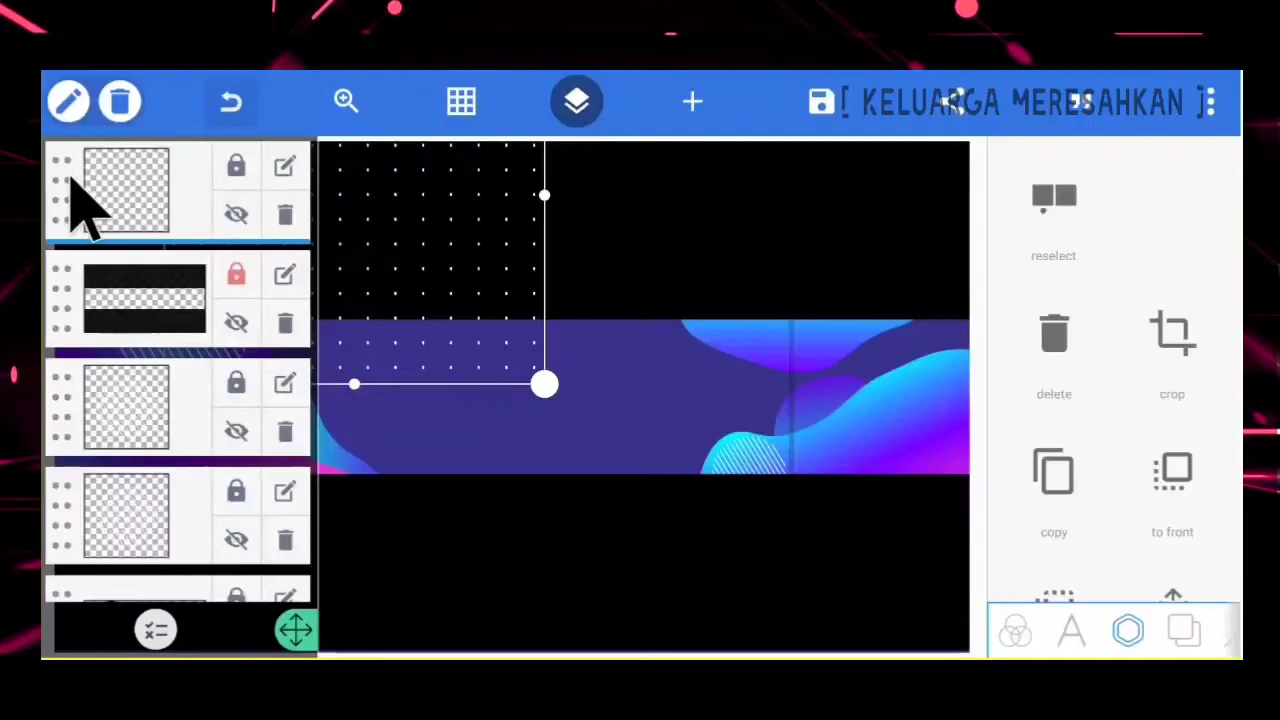 [ KELUARGA MERESAHKAN ]
reselect
delete
crop
copy
to front